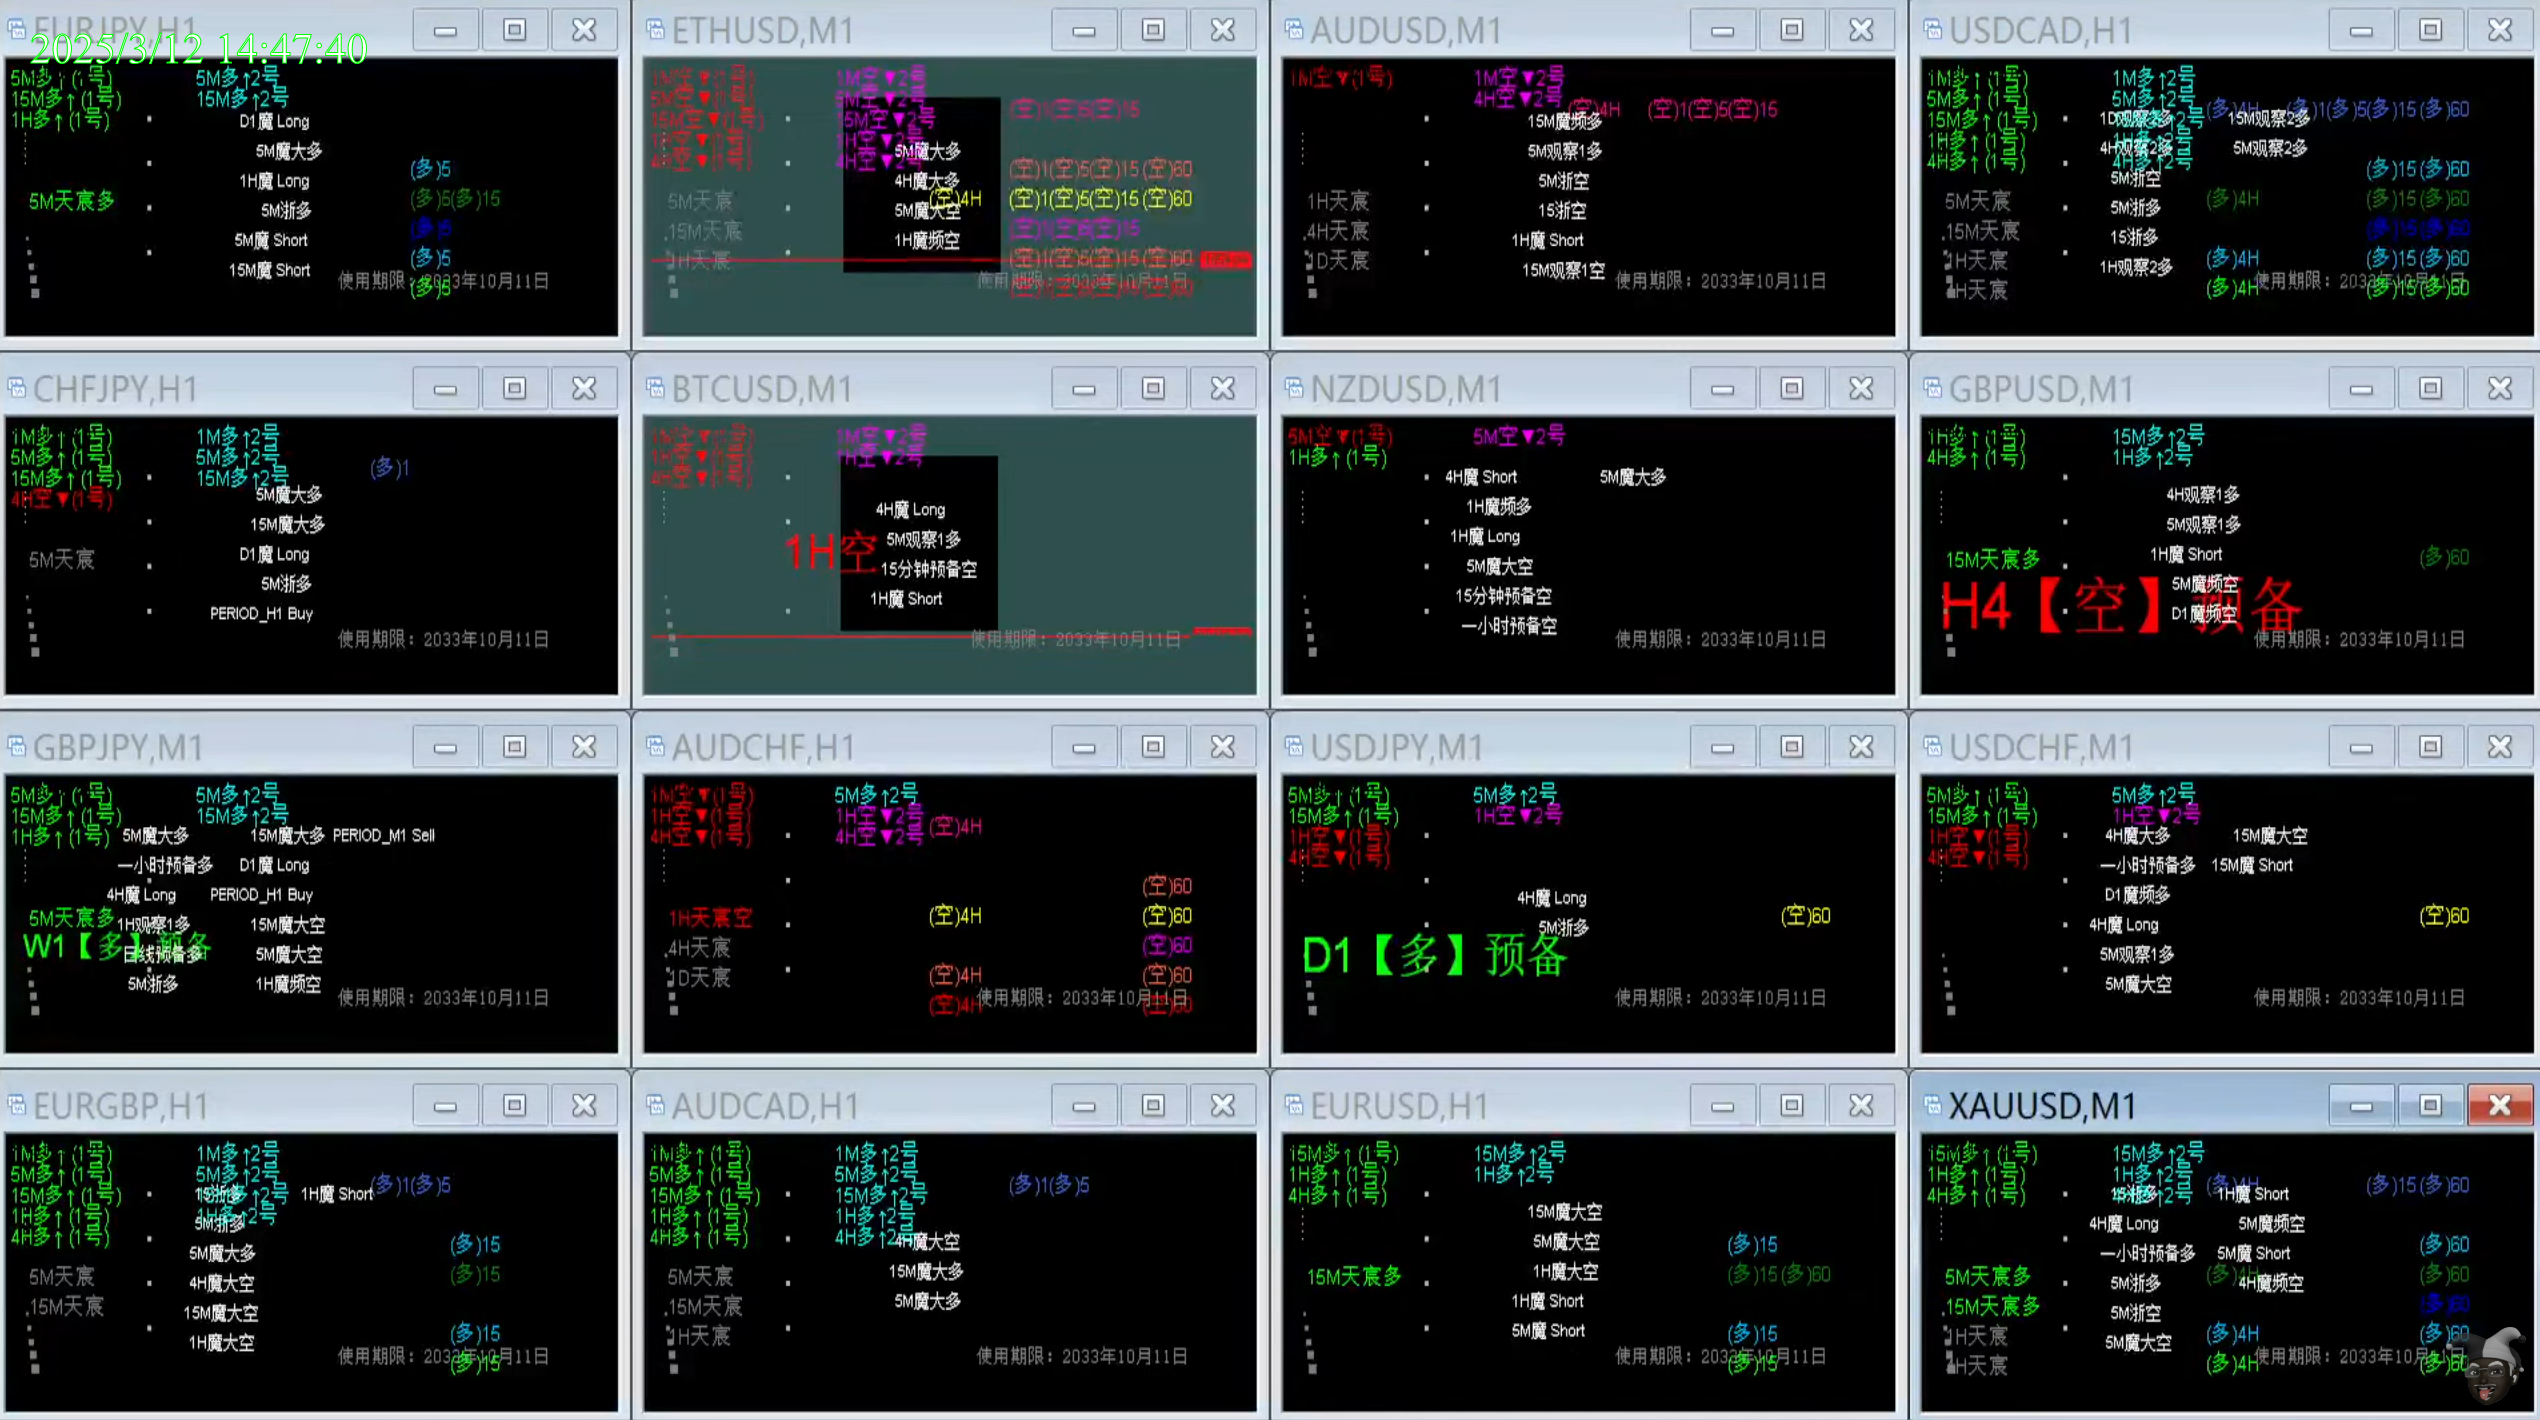 EURJPY,H1
2025/3/12 14:47:40
5M多↑(1号) 5M多↑2号
15M多↑(1号) 15M多↑2号
1H多↑(1号)
D1魔 Long
5M魔大多
1H魔 Long
5M天宸多
5M浙多
5M魔 Short
15M魔 Short
(多)5
(多)5(多)15
(多)5
(多)5
(多)5
使用期限：2033年10月11日
ETHUSD,M1
1M空▼(1号) 1M空▼2号
5M空▼(1号) 5M空▼2号
15M空▼(1号) 15M空▼2号
1H空▼(1号) 1H空▼2号
4H空▼(1号) 4H空▼2号
(空)1(空)5(空)15
5M魔大多
4H魔大多
5M魔大空
1H魔频空
5M天宸
.15M天宸
1H天宸
(空)1(空)5(空)15(空)60
(空)4H (空)1(空)5(空)15(空)60
(空)1(空)5(空)15
(空)1(空)5(空)15(空)60
AUDUSD,M1
1M空▼(1号) 1M空▼2号
4H空▼2号
(空)4H (空)1(空)5(空)15
15M魔频多
5M观察1多
5M浙空
15浙空
1H魔 Short
15M观察1空
1H天宸
.4H天宸
1D天宸
使用期限：2033年10月11日
USDCAD,H1
1M多↑(1号) 1M多↑2号
5M多↑(1号) 5M多↑2号
15M多↑(1号)
1H多↑(1号)
4H多↑(1号) 4H多↑2号
(多)4H (多)1(多)5(多)15(多)60
1D观察2多 15M观察2多
4H观察2多 5M观察2多
5M浙空
5M浙多
15浙多
1H观察2多
5M天宸
.15M天宸
1H天宸
4H天宸
(多)15(多)60
(多)4H (多)15(多)60
(多)15(多)60
(多)4H (多)15(多)60
(多)4H (多)15(多)60
CHFJPY,H1
1M多↑(1号) 1M多↑2号
5M多↑(1号) 5M多↑2号
15M多↑(1号) 15M多↑2号
4H空▼(1号)
(多)1
5M魔大多
15M魔大多
5M天宸
D1魔 Long
5M浙多
PERIOD_H1 Buy
使用期限：2033年10月11日
BTCUSD,M1
1M空▼(1号) 1M空▼2号
1H空▼(1号) 1H空▼2号
4H空▼(1号)
4H魔 Long
1H空
5M观察1多
15分钟预备空
1H魔 Short
使用期限：2033年10月11日
NZDUSD,M1
5M空▼(1号) 5M空▼2号
1H多↑(1号)
4H魔 Short 5M魔大多
1H魔频多
1H魔 Long
5M魔大空
15分钟预备空
一小时预备空
使用期限：2033年10月11日
GBPUSD,M1
1H多↑(1号) 15M多↑2号
4H多↑(1号) 1H多↑2号
4H观察1多
5M观察1多
1H魔 Short
15M天宸多
(多)60
5M魔频空
D1魔频空
H4【空】预备
使用期限：2033年10月11日
GBPJPY,M1
5M多↑(1号) 5M多↑2号
15M多↑(1号) 15M多↑2号
1H多↑(1号) 5M魔大多 15M魔大多 PERIOD_M1 Sell
一小时预备多 D1魔 Long
4H魔 Long PERIOD_H1 Buy
5M天宸多 1H观察1多 15M魔大空
W1【多】预备
日线预备多 5M魔大空
5M浙多 1H魔频空
使用期限：2033年10月11日
AUDCHF,H1
1M空▼(1号) 5M多↑2号
1H空▼(1号) 1H空▼2号
4H空▼(1号) 4H空▼2号
(空)4H
(空)60
1H天宸空 (空)4H (空)60
.4H天宸 (空)60
1D天宸 (空)4H (空)60
(空)4H (空)60
使用期限：2033年10月11日
USDJPY,M1
5M多↑(1号) 5M多↑2号
15M多↑(1号) 1H空▼2号
1H空▼(1号)
4H空▼(1号)
4H魔 Long
(空)60
5M浙多
D1【多】预备
使用期限：2033年10月11日
USDCHF,M1
5M多↑(1号) 5M多↑2号
15M多↑(1号) 1H空▼2号
1H空▼(1号)
4H空▼(1号)
4H魔大多 15M魔大空
一小时预备多 15M魔 Short
D1魔频多
4H魔 Long
(空)60
5M观察1多
5M魔大空
使用期限：2033年10月11日
EURGBP,H1
1M多↑(1号) 1M多↑2号
5M多↑(1号) 5M多↑2号
15M多↑(1号)
1H多↑(1号) 1H多↑2号
4H多↑(1号)
(多)1(多)5
15浙多 1H魔 Short
5M浙多
5M魔大多
4H魔大空
15M魔大空
1H魔大空
5M天宸
.15M天宸
(多)15
(多)15
(多)15
(多)15
AUDCAD,H1
1M多↑(1号) 1M多↑2号
5M多↑(1号) 5M多↑2号
15M多↑(1号) 15M多↑2号
1H多↑(1号) 1H多↑2号
4H多↑(1号) 4H多↑2号
(多)1(多)5
4H魔大空
15M魔大多
5M魔大多
5M天宸
.15M天宸
1H天宸
使用期限：2033年10月11日
EURUSD,H1
15M多↑(1号) 15M多↑2号
1H多↑(1号) 1H多↑2号
4H多↑(1号)
15M魔大空
5M魔大空
1H魔大空
1H魔 Short
5M魔 Short
15M天宸多
(多)15
(多)15(多)60
(多)15
(多)15
XAUUSD,M1
15M多↑(1号) 15M多↑2号
1H多↑(1号) 1H多↑2号
4H多↑(1号)
(多)4H (多)15(多)60
15浙多 1H魔 Short
4H魔 Long 5M魔频空
一小时预备多 5M魔 Short
5M浙多 4H魔频空
5M浙空
5M魔大空
5M天宸多
.15M天宸多
1H天宸
4H天宸
(多)60
(多)4H (多)60
(多)60
(多)4H (多)60
(多)4H (多)60